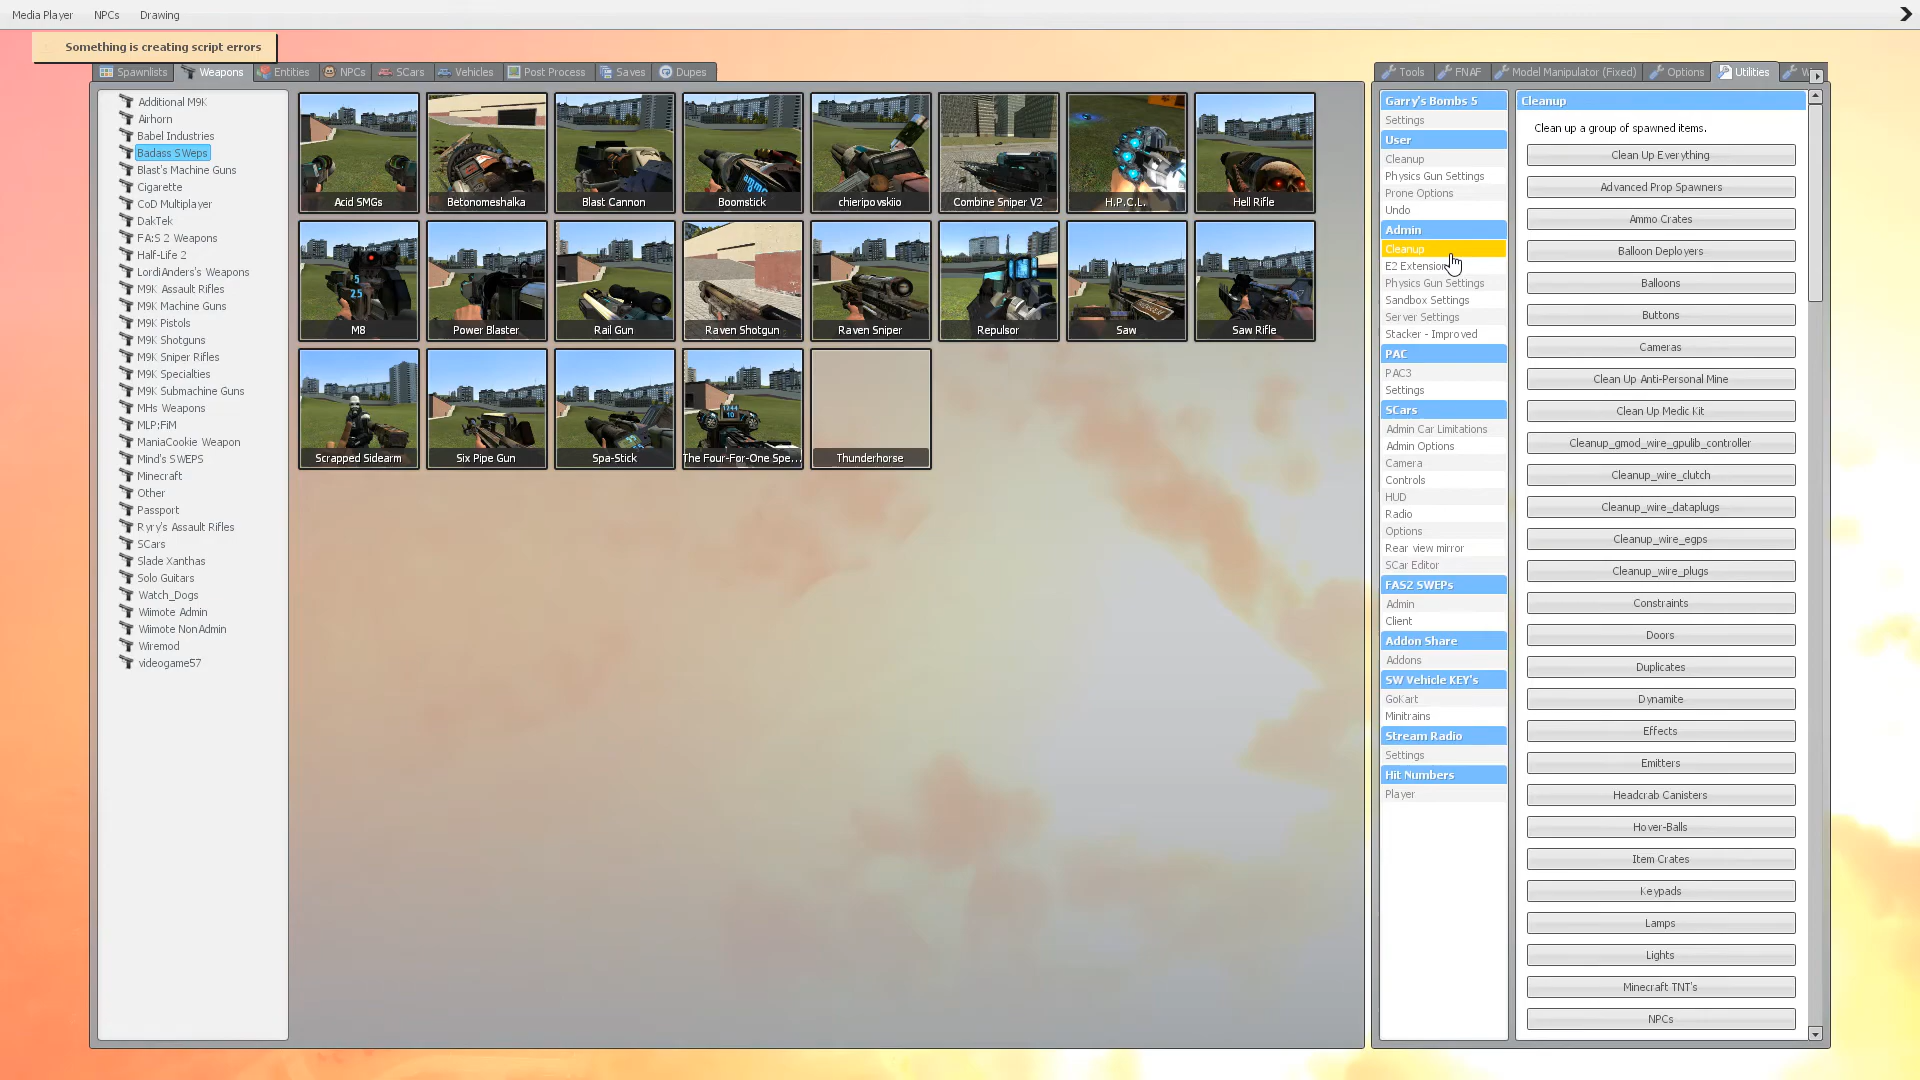 Media Player
NPCs
Drawing
Something is creating script errors
Spawnlists
Weapons
Entities
NPCs
SCars
Vehicles
Post Process
Saves
Dupes
Tools
FNAF
Model Manipulator (Fixed)
Options
Utilities
Additional M9K
Airhorn
Babel Industries
Badass SWeps
Blast's Machine Guns
Cigarette
CoD Multiplayer
DakTek
FA:S 2 Weapons
Half-Life 2
LordiAnders's Weapons
M9K Assault Rifles
M9K Machine Guns
M9K Pistols
M9K Shotguns
M9K Sniper Rifles
M9K Specialties
M9K Submachine Guns
MHs Weapons
MLP:FiM
ManiaCookie Weapon
Mind's SWEPS
Minecraft
Other
Passport
Ryry's Assault Rifles
SCars
Slade Xanthas
Solo Guitars
Watch_Dogs
Wiimote Admin
Wiimote NonAdmin
Wiremod
videogame57
Acid SMGs
Betonomeshalka
Blast Cannon
Boomstick
chieripovskiio
Combine Sniper V2
H.P.C.L.
Hell Rifle
M8
Power Blaster
Rail Gun
Raven Shotgun
Raven Sniper
Repulsor
Saw
Saw Rifle
Scrapped Sidearm
Six Pipe Gun
Spa-Stick
The Four-For-One Spe...
Thunderhorse
Garry's Bombs 5
Settings
User
Cleanup
Physics Gun Settings
Prone Options
Undo
Admin
Cleanup
E2 Extension
Physics Gun Settings
Sandbox Settings
Server Settings
Stacker - Improved
PAC
PAC3
Settings
SCars
Admin Car Limitations
Admin Options
Camera
Controls
HUD
Radio
Options
Rear view mirror
SCar Editor
FAS2 SWEPs
Admin
Client
Addon Share
Addons
SW Vehicle KEY's
GoKart
Minitrains
Stream Radio
Settings
Hit Numbers
Player
Cleanup
Clean up a group of spawned items.
Clean Up Everything
Advanced Prop Spawners
Ammo Crates
Balloon Deployers
Balloons
Buttons
Cameras
Clean Up Anti-Personal Mine
Clean Up Medic Kit
Cleanup_gmod_wire_gpulib_controller
Cleanup_wire_clutch
Cleanup_wire_dataplugs
Cleanup_wire_egps
Cleanup_wire_plugs
Constraints
Doors
Duplicates
Dynamite
Effects
Emitters
Headcrab Canisters
Hover-Balls
Item Crates
Keypads
Lamps
Lights
Minecraft TNT's
NPCs